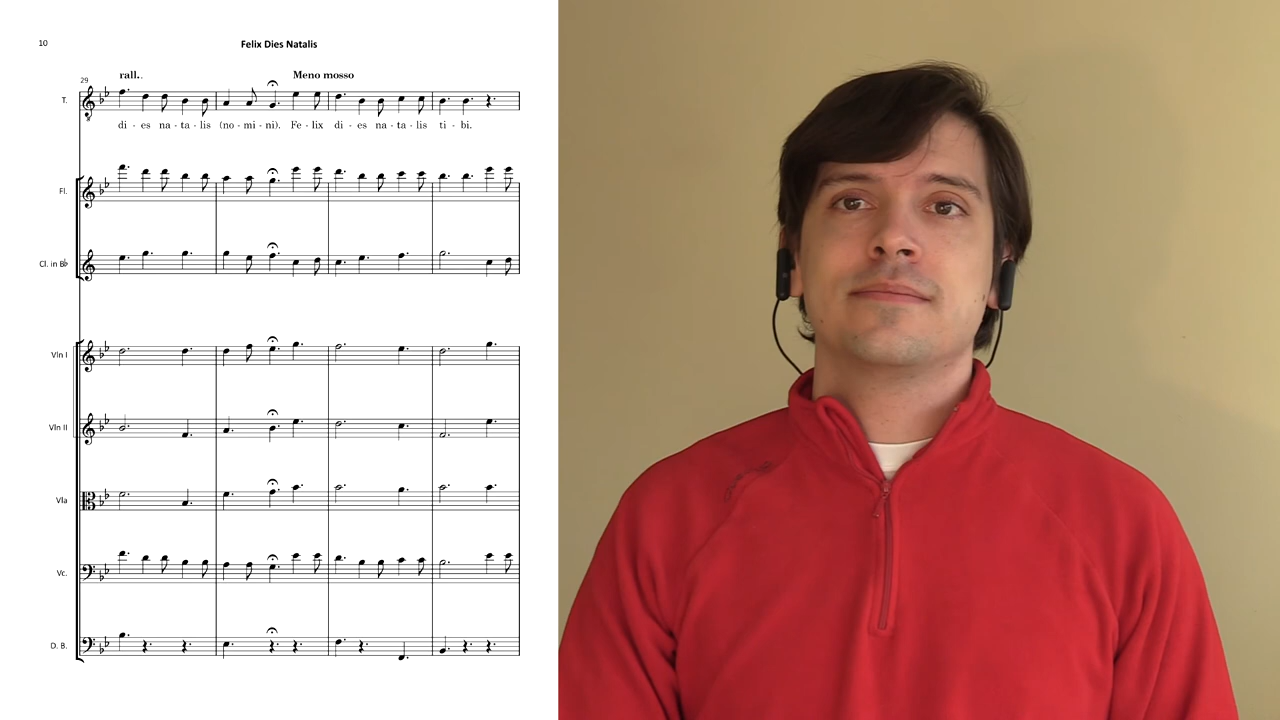 10
Felix Dies Natalis
rall..
Meno mosso
29
T.
di - es na - ta - lis (no - mi - ni). Fe - lix di - es na - ta - lis ti - bi.
Fl.
Cl. in B♭
Vln I
Vln II
Vla
Vc.
D. B.